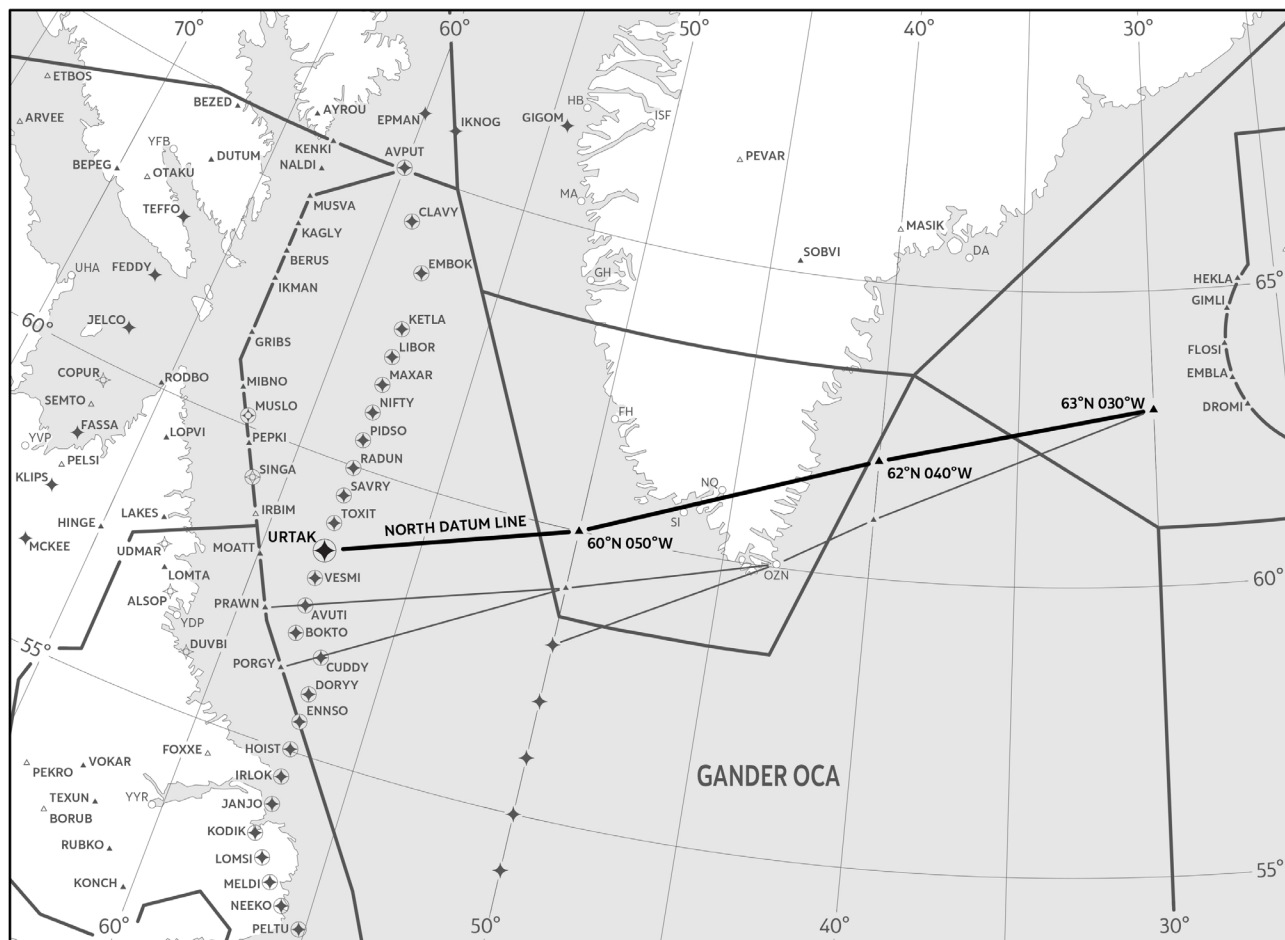 70°
60°
50°
40°
30°
ETBOS
BEZED
AYROU
HB
ARVEE
EPMAN
IKNOG
GIGOM
ISF
YFB
KENKI
AVPUT
BEPEG
DUTUM
NALDI
PEVAR
OTAKU
TEFFO
MUSVA
MA
CLAVY
KAGLY
MASIK
BERUS
SOBVI
DA
UHA
FEDDY
EMBOK
GH
IKMAN
HEKLA
65°
GIMLI
60°
JELCO
KETLA
GRIBS
FLOSI
LIBOR
COPUR
RODBO
MIBNO
MAXAR
EMBLA
SEMTO
MUSLO
NIFTY
FH
63°N 030°W
DROMI
FASSA
YVP
LOPVI
PEPKI
PIDSO
PELSI
RADUN
62°N 040°W
KLIPS
SINGA
SAVRY
NQ
LAKES
IRBIM
TOXIT
SI
HINGE
NORTH DATUM LINE
URTAK
MCKEE
UDMAR
MOATT
60°N 050°W
LOMTA
VESMI
OZN
60°
ALSOP
PRAWN
AVUTI
YDP
BOKTO
55°
DUVBI
PORGY
CUDDY
DORYY
ENNSO
FOXXE
HOIST
PEKRO
VOKAR
IRLOK
GANDER OCA
TEXUN
YYR
JANJO
BORUB
KODIK
RUBKO
LOMSI
55°
KONCH
MELDI
NEEKO
60°
PELTU
50°
40°
30°